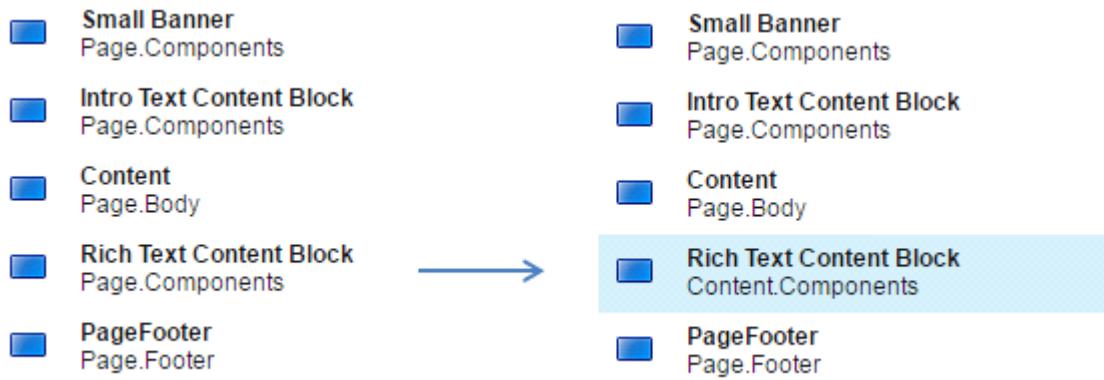 Small Banner
Page.Components
Intro Text Content Block
Page.Components
Content
Page.Body
Rich Text Content Block
Page.Components
PageFooter
Page.Footer
Small Banner
Page.Components
Intro Text Content Block
Page.Components
Content
Page.Body
Rich Text Content Block
Content.Components
PageFooter
Page.Footer